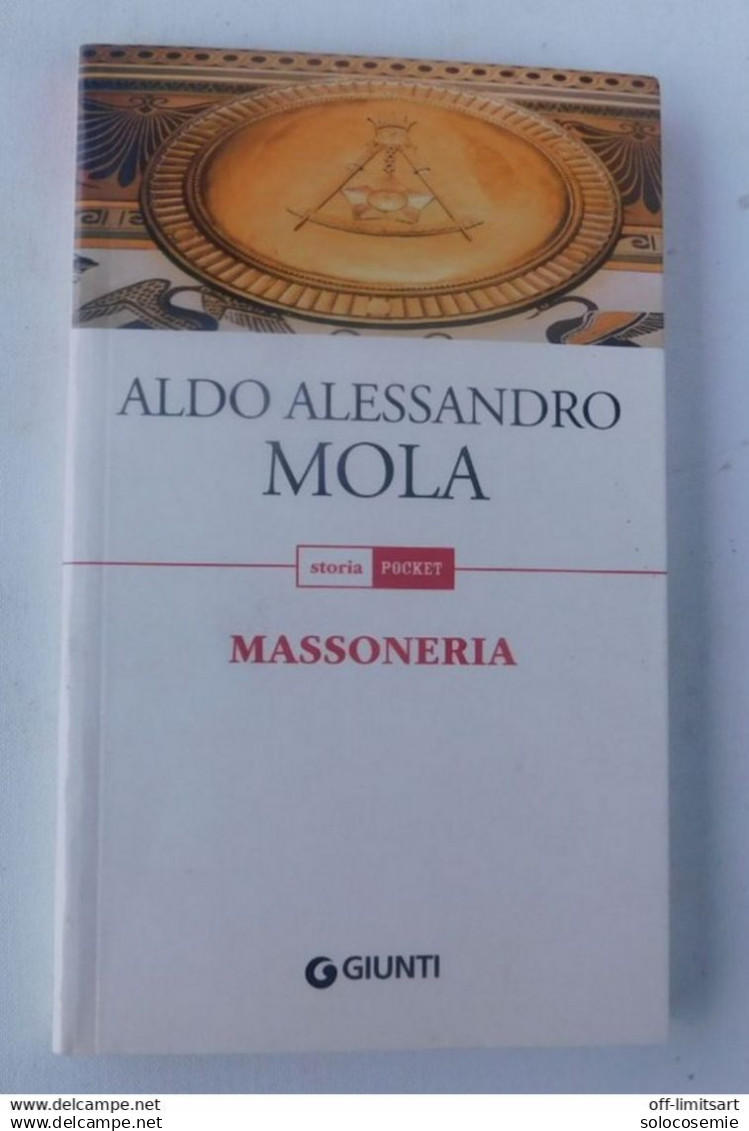 ALDO ALESSANDRO
MOLA
storia POCKET
MASSONERIA
GIUNTI
www.delcampe.net off-limitsart
www.delcampe.net solocosemie